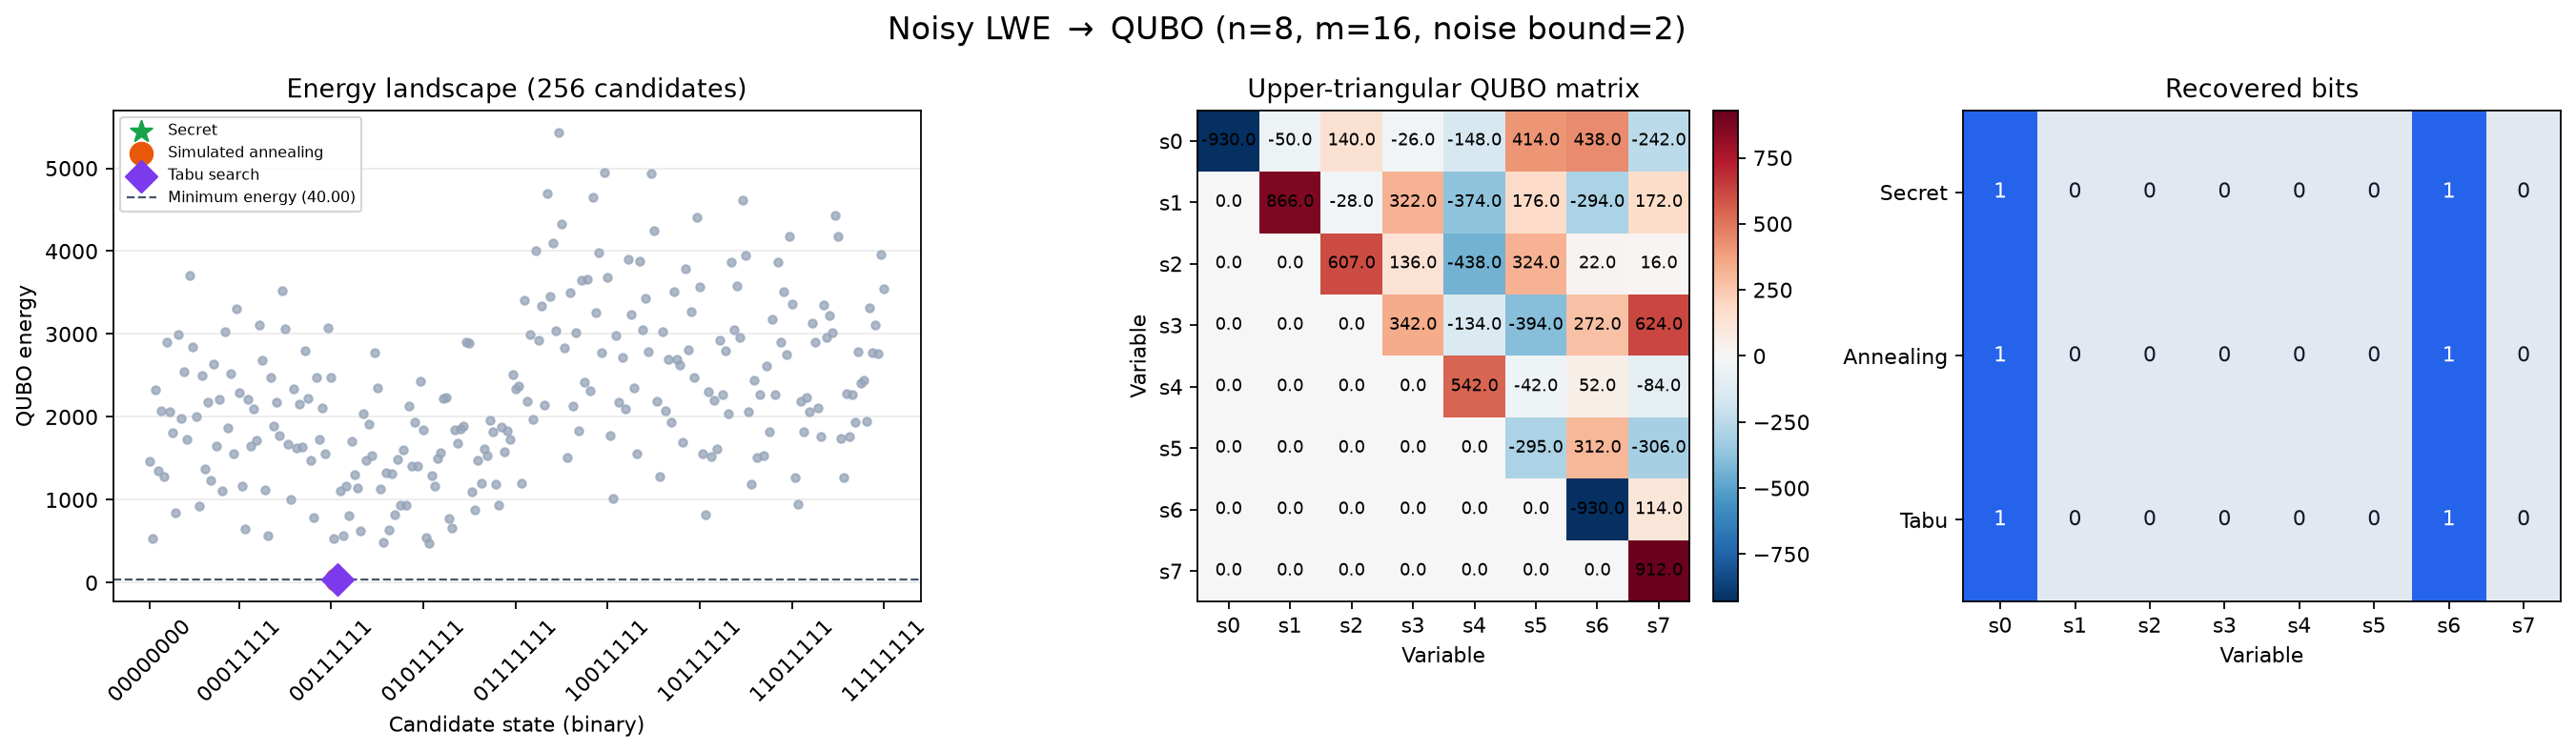 Noisy LWE → QUBO (n=8, m=16, noise bound=2)
Energy landscape (256 candidates)
Secret
Simulated annealing
Tabu search
Minimum energy (40.00)
QUBO energy
5000
4000
3000
2000
1000
0
00000000
00011111
00111111
01011111
01111111
10011111
10111111
11011111
11111111
Candidate state (binary)
Upper-triangular QUBO matrix
Variable
s0 -930.0 -50.0 140.0 -26.0 -148.0 414.0 438.0 -242.0
s1 0.0 866.0 -28.0 322.0 -374.0 176.0 -294.0 172.0
s2 0.0 0.0 607.0 136.0 -438.0 324.0 22.0 16.0
s3 0.0 0.0 0.0 342.0 -134.0 -394.0 272.0 624.0
s4 0.0 0.0 0.0 0.0 542.0 -42.0 52.0 -84.0
s5 0.0 0.0 0.0 0.0 0.0 -295.0 312.0 -306.0
s6 0.0 0.0 0.0 0.0 0.0 0.0 -930.0 114.0
s7 0.0 0.0 0.0 0.0 0.0 0.0 0.0 912.0
s0 s1 s2 s3 s4 s5 s6 s7
Variable
750
500
250
0
−250
−500
−750
Recovered bits
Secret 1 0 0 0 0 0 1 0
Annealing 1 0 0 0 0 0 1 0
Tabu 1 0 0 0 0 0 1 0
s0 s1 s2 s3 s4 s5 s6 s7
Variable